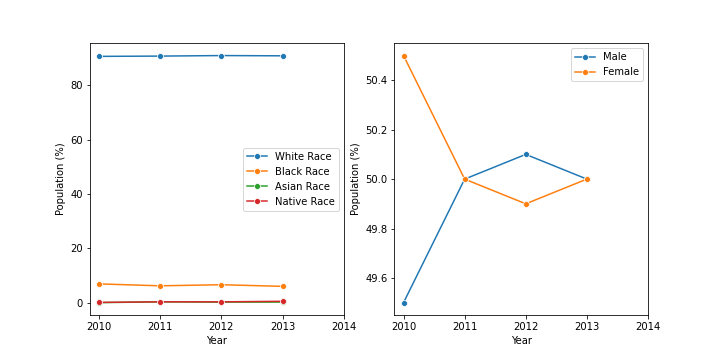 80
60
40
20
0
Population (%)
2010 2011 2012 2013 2014
Year
White Race
Black Race
Asian Race
Native Race
50.4
50.2
50.0
49.8
49.6
Population (%)
2010 2011 2012 2013 2014
Year
Male
Female